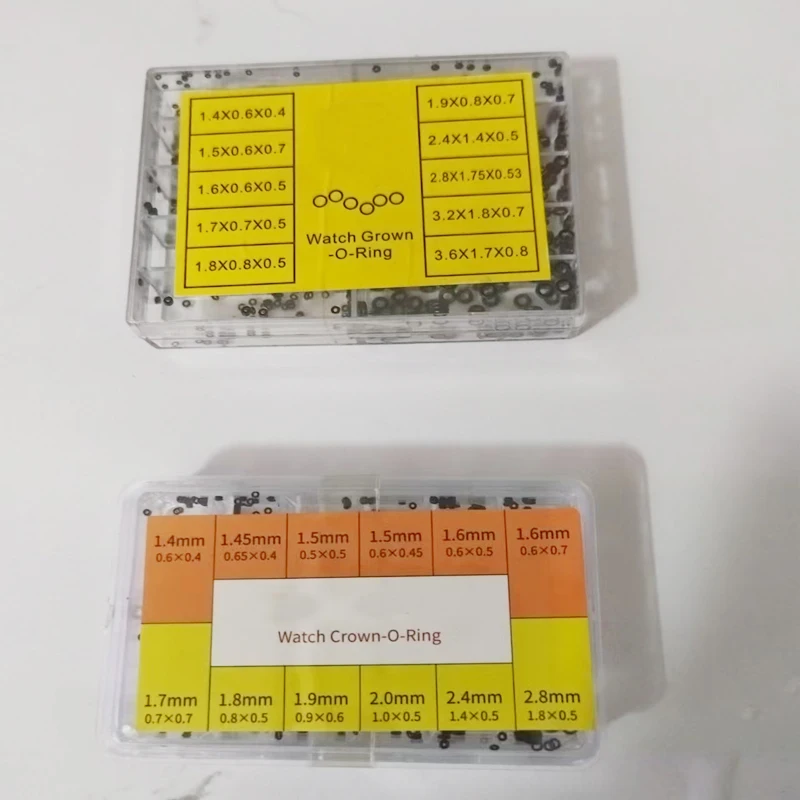 1.4X0.6X0.4
1.5X0.6X0.7
1.6X0.6X0.5
1.7X0.7X0.5
1.8X0.8X0.5
Watch Grown
-O-Ring
1.9X0.8X0.7
2.4X1.4X0.5
2.8X1.75X0.53
3.2X1.8X0.7
3.6X1.7X0.8
1.4mm
0.6×0.4
1.45mm
0.65×0.4
1.5mm
0.5×0.5
1.5mm
0.6×0.45
1.6mm
0.6×0.5
1.6mm
0.6×0.7
Watch Crown-O-Ring
1.7mm
0.7×0.7
1.8mm
0.8×0.5
1.9mm
0.9×0.6
2.0mm
1.0×0.5
2.4mm
1.4×0.5
2.8mm
1.8×0.5